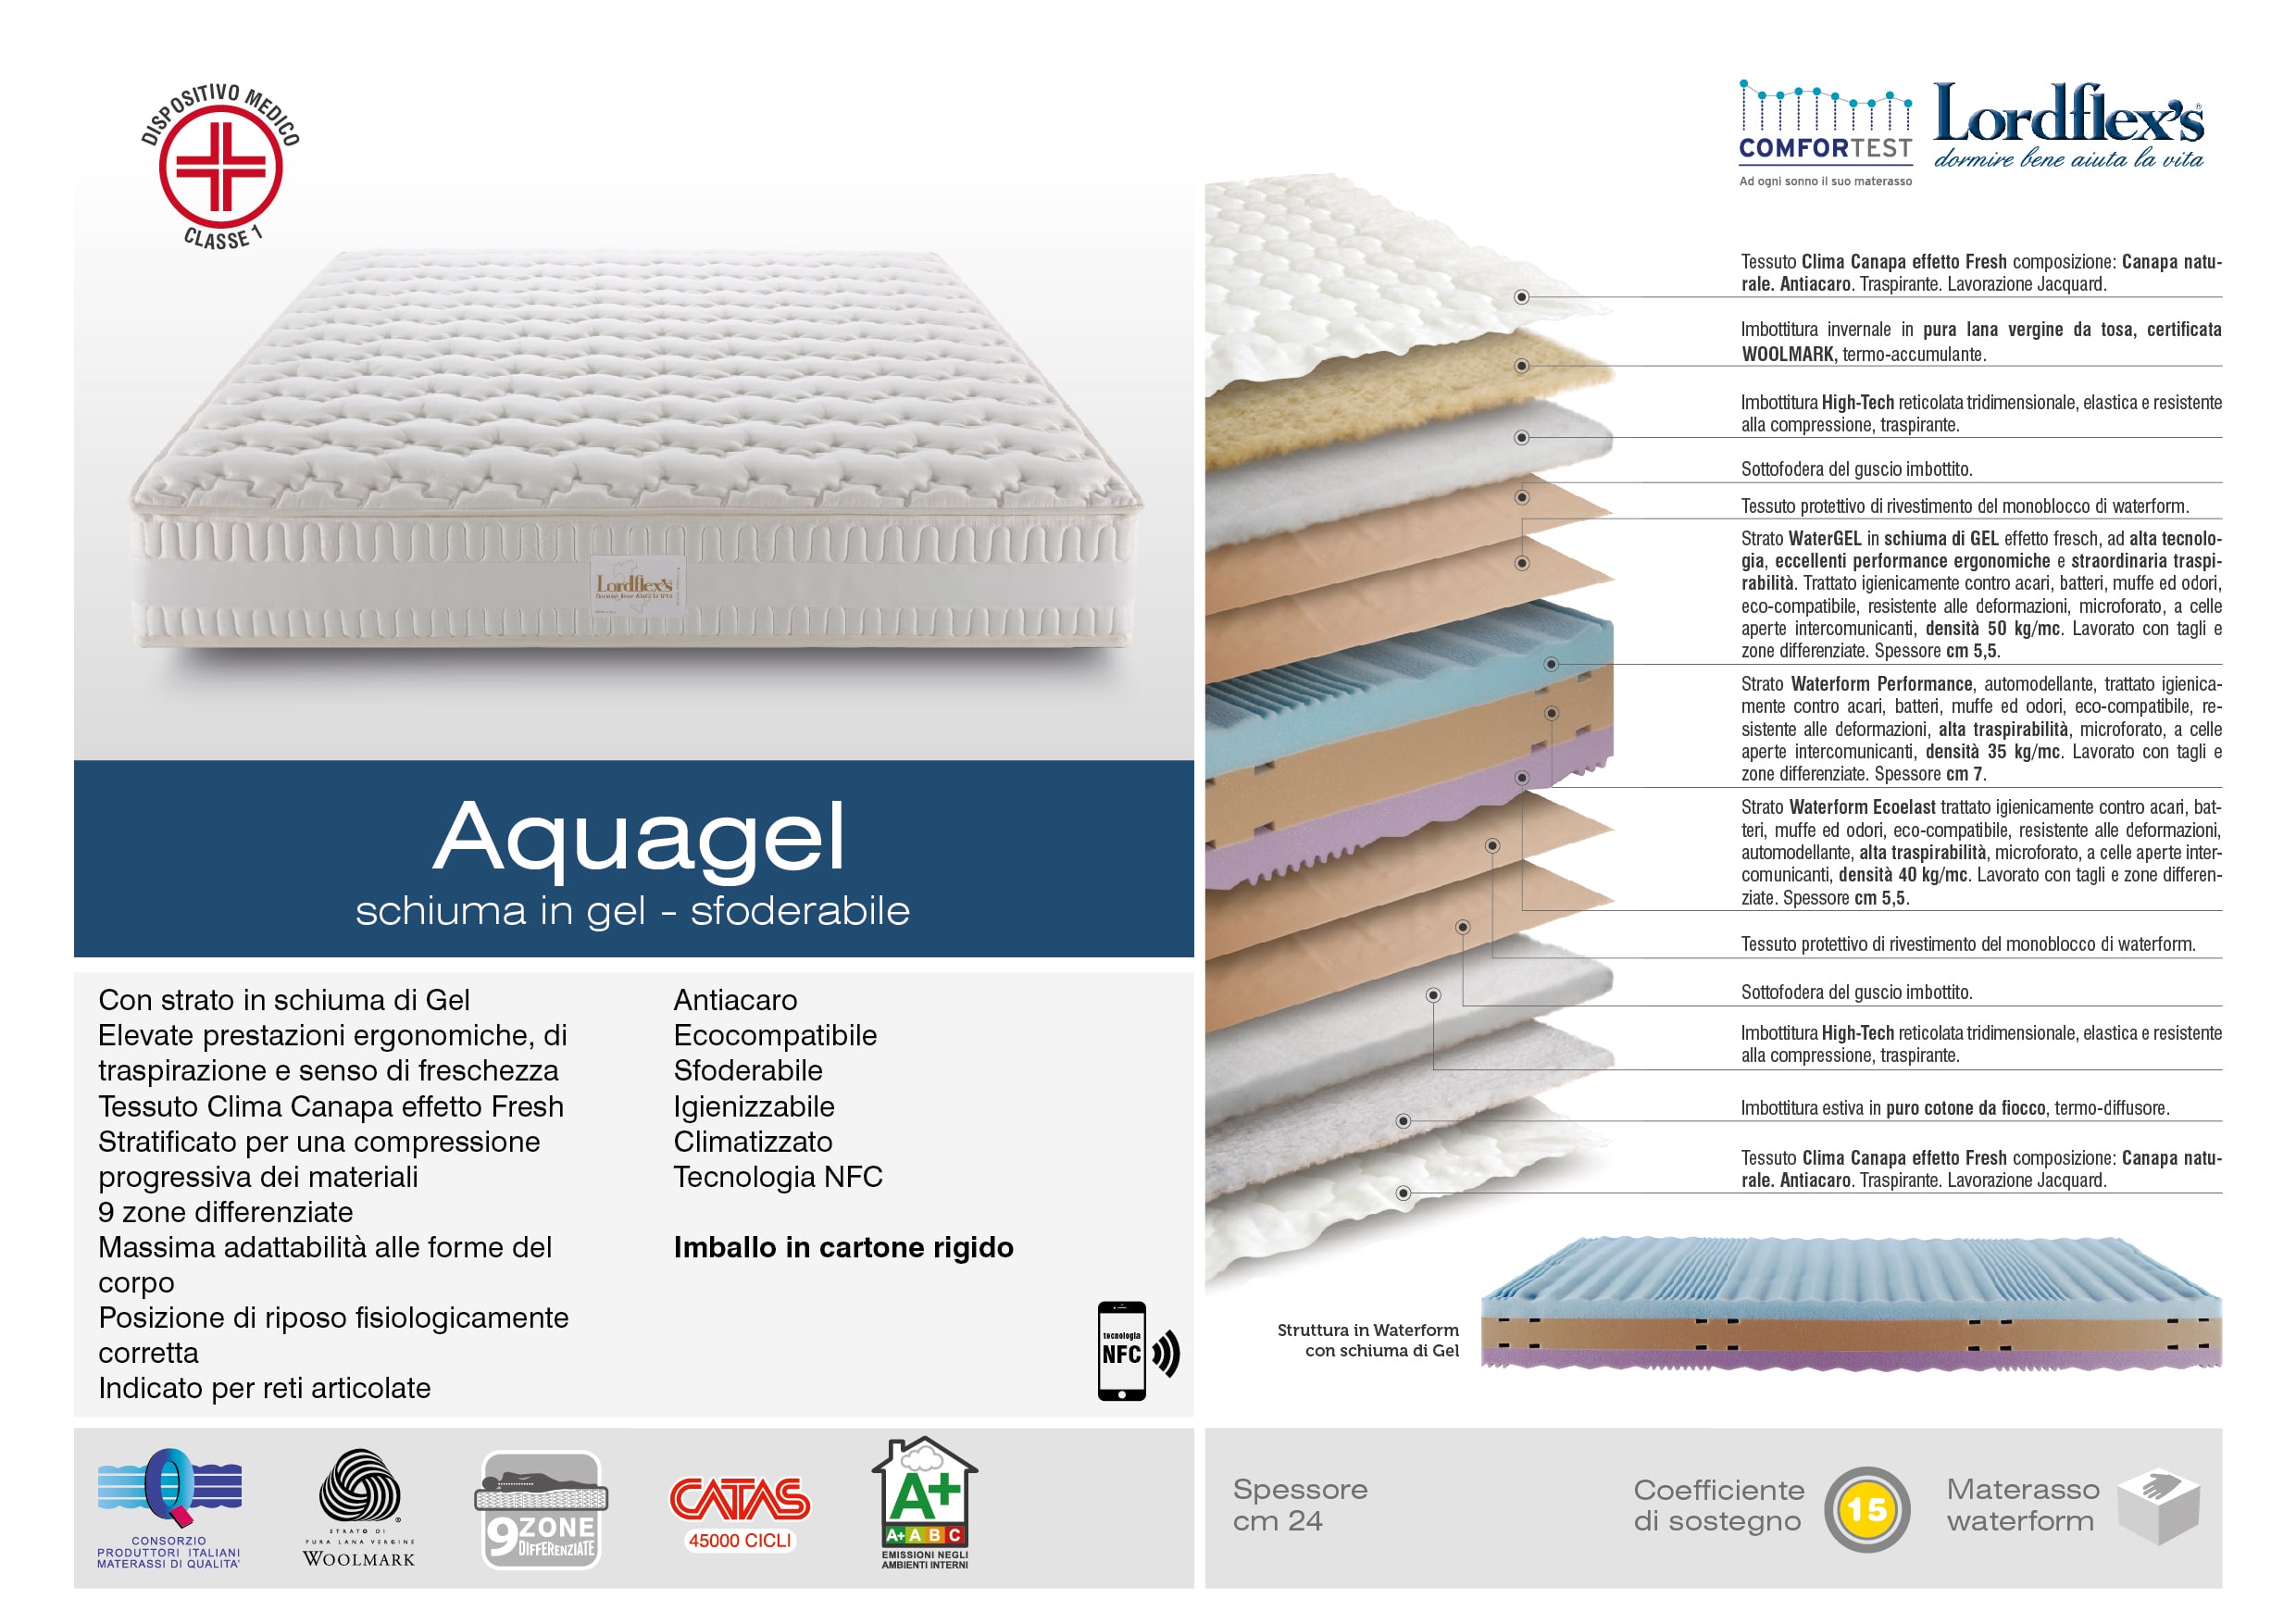 DISPOSITIVO MEDICO
CLASSE 1
Lordflex's
Dormire Bene Aiuta la Vita
Aquagel
schiuma in gel - sfoderabile
Con strato in schiuma di Gel
Elevate prestazioni ergonomiche, di
traspirazione e senso di freschezza
Tessuto Clima Canapa effetto Fresh
Stratificato per una compressione
progressiva dei materiali
9 zone differenziate
Massima adattabilità alle forme del
corpo
Posizione di riposo fisiologicamente
corretta
Indicato per reti articolate
Antiacaro
Ecocompatibile
Sfoderabile
Igienizzabile
Climatizzato
Tecnologia NFC
Imballo in cartone rigido
tecnologia
NFC
CONSORZIO
PRODUTTORI ITALIANI
MATERASSI DI QUALITA'
STRATO DI
PURA LANA VERGINE
WOOLMARK
9 ZONE
DIFFERENZIATE
CATAS
45000 CICLI
A+
A+ A B C
EMISSIONI NEGLI
AMBIENTI INTERNI
COMFORTEST
Ad ogni sonno il suo materasso
Lordflex's®
dormire bene aiuta la vita
Tessuto Clima Canapa effetto Fresh composizione: Canapa natu-
rale. Antiacaro. Traspirante. Lavorazione Jacquard.
Imbottitura invernale in pura lana vergine da tosa, certificata
WOOLMARK, termo-accumulante.
Imbottitura High-Tech reticolata tridimensionale, elastica e resistente
alla compressione, traspirante.
Sottofodera del guscio imbottito.
Tessuto protettivo di rivestimento del monoblocco di waterform.
Strato WaterGEL in schiuma di GEL effetto fresch, ad alta tecnolo-
gia, eccellenti performance ergonomiche e straordinaria traspi-
rabilità. Trattato igienicamente contro acari, batteri, muffe ed odori,
eco-compatibile, resistente alle deformazioni, microforato, a celle
aperte intercomunicanti, densità 50 kg/mc. Lavorato con tagli e
zone differenziate. Spessore cm 5,5.
Strato Waterform Performance, automodellante, trattato igienica-
mente contro acari, batteri, muffe ed odori, eco-compatibile, re-
sistente alle deformazioni, alta traspirabilità, microforato, a celle
aperte intercomunicanti, densità 35 kg/mc. Lavorato con tagli e
zone differenziate. Spessore cm 7.
Strato Waterform Ecoelast trattato igienicamente contro acari, bat-
teri, muffe ed odori, eco-compatibile, resistente alle deformazioni,
automodellante, alta traspirabilità, microforato, a celle aperte inter-
comunicanti, densità 40 kg/mc. Lavorato con tagli e zone differen-
ziate. Spessore cm 5,5.
Tessuto protettivo di rivestimento del monoblocco di waterform.
Sottofodera del guscio imbottito.
Imbottitura High-Tech reticolata tridimensionale, elastica e resistente
alla compressione, traspirante.
Imbottitura estiva in puro cotone da fiocco, termo-diffusore.
Tessuto Clima Canapa effetto Fresh composizione: Canapa natu-
rale. Antiacaro. Traspirante. Lavorazione Jacquard.
Struttura in Waterform
con schiuma di Gel
Spessore
cm 24
Coefficiente
di sostegno
15
Materasso
waterform